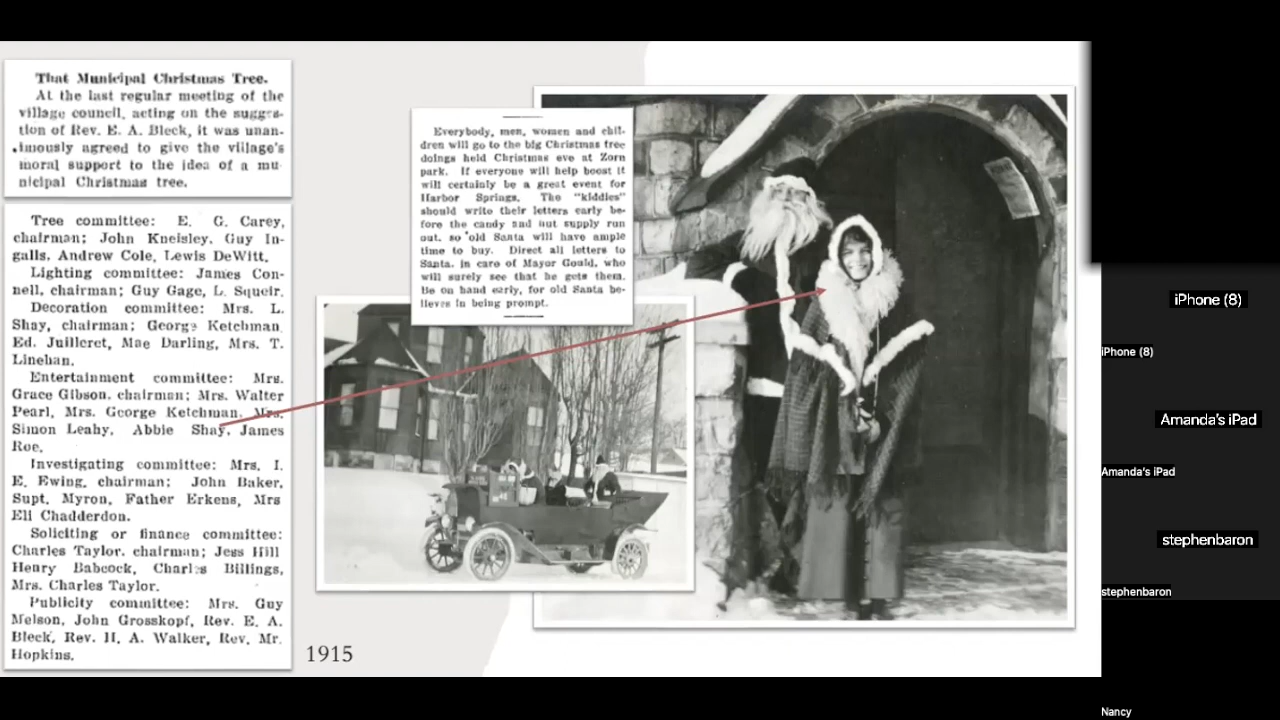 That Municipal Christmas Tree.
At the last regular meeting of the
village council, acting on the sugges-
tion of Rev. E. A. Bleck, it was unan-
imously agreed to give the village's
moral support to the idea of a mu-
nicipal Christmas tree.
Tree committee: E. G. Carey,
chairman; John Kneisley, Guy In-
galls, Andrew Cole, Lewis DeWitt.
Lighting committee: James Con-
nell, chairman; Guy Gage, L. Squeir.
Decoration committee: Mrs. L.
Shay, chairman; George Ketchman
Ed. Juilleret, Mae Darling, Mrs. T.
Linehan.
Entertainment committee: Mrs.
Grace Gibson, chairman; Mrs. Walter
Pearl, Mrs. George Ketchman, Mrs.
Simon Leahy, Abbie Shay, James
Roe.
Investigating committee: Mrs. I.
E. Ewing, chairman; John Baker,
Supt. Myron, Father Erkens, Mrs
Eli Chadderdon.
Soliciting or finance committee:
Charles Taylor, chairman; Jess Hill
Henry Babcock, Charles Billings,
Mrs. Charles Taylor.
Publicity committee: Mrs. Guy
Melson, John Grosskopf, Rev. E. A.
Bleck, Rev. H. A. Walker, Rev. Mr.
Hopkins.
Everybody, men, women and chil-
dren will go to the big Christmas tree
doings held Christmas eve at Zorn
park. If everyone will help boost it
will certainly be a great event for
Harbor Springs. The "kiddies"
should write their letters early be-
fore the candy and nut supply run
out, so old Santa will have ample
time to buy. Direct all letters to
Santa, in care of Mayor Gould, who
will surely see that he gets them.
Be on hand early, for old Santa be-
lieves in being prompt.
1915
iPhone (8)
iPhone (8)
Amanda's iPad
Amanda's iPad
stephenbaron
stephenbaron
Nancy